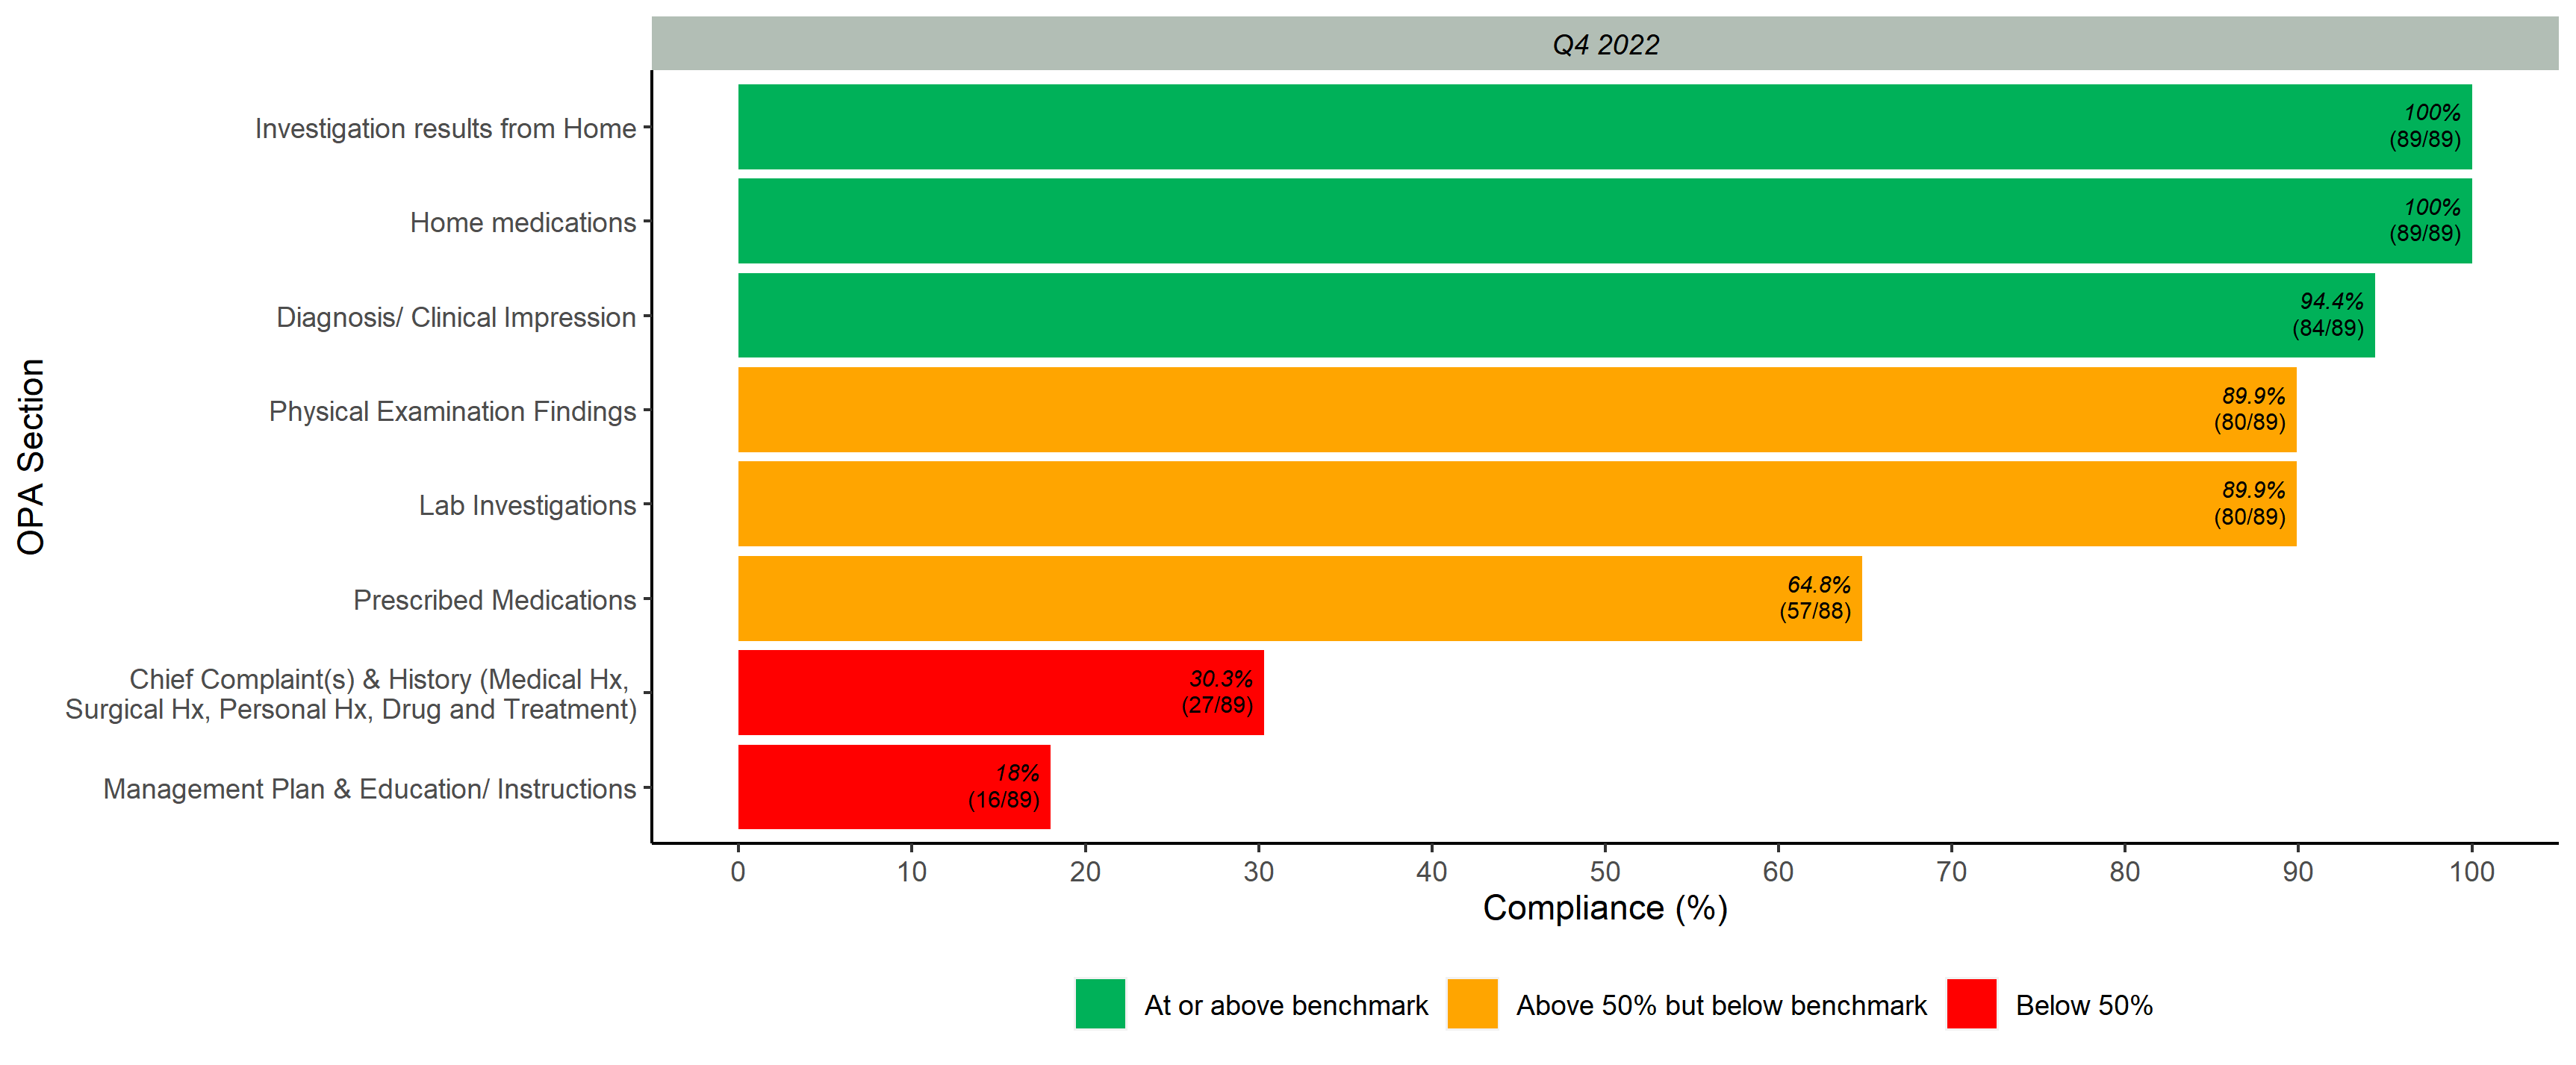 Q4 2022
OPA Section
Investigation results from Home
100%
(89/89)
Home medications
100%
(89/89)
Diagnosis/ Clinical Impression
94.4%
(84/89)
Physical Examination Findings
89.9%
(80/89)
Lab Investigations
89.9%
(80/89)
Prescribed Medications
64.8%
(57/88)
Chief Complaint(s) & History (Medical Hx,
Surgical Hx, Personal Hx, Drug and Treatment)
30.3%
(27/89)
Management Plan & Education/ Instructions
18%
(16/89)
0 10 20 30 40 50 60 70 80 90 100
Compliance (%)
At or above benchmark Above 50% but below benchmark Below 50%